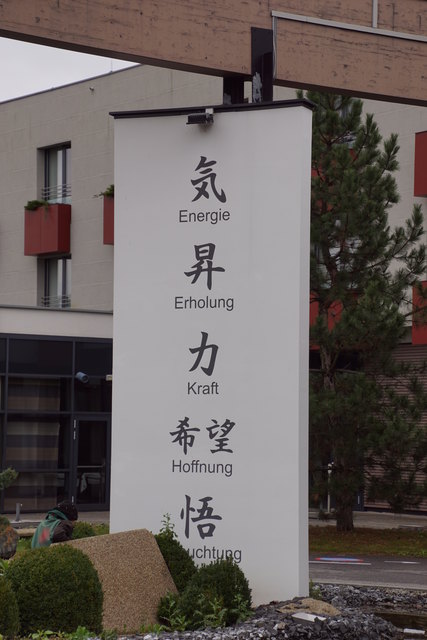 気
Energie
昇
Erholung
力
Kraft
希望
Hoffnung
悟